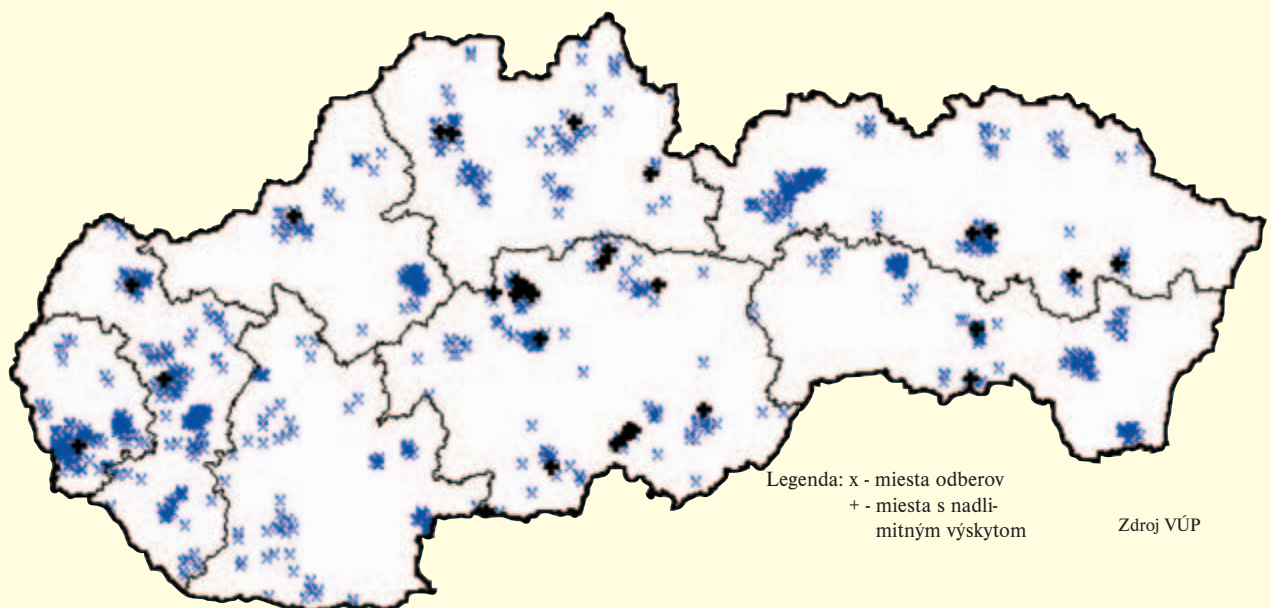 Legenda: x - miesta odberov
+ - miesta s nadli-
mitným výskytom
Zdroj VÚP